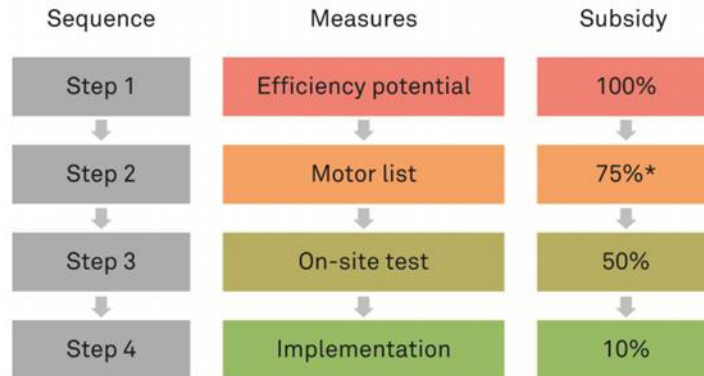 Sequence Measures Subsidy
Step 1 Efficiency potential 100%
Step 2 Motor list 75%*
Step 3 On-site test 50%
Step 4 Implementation 10%